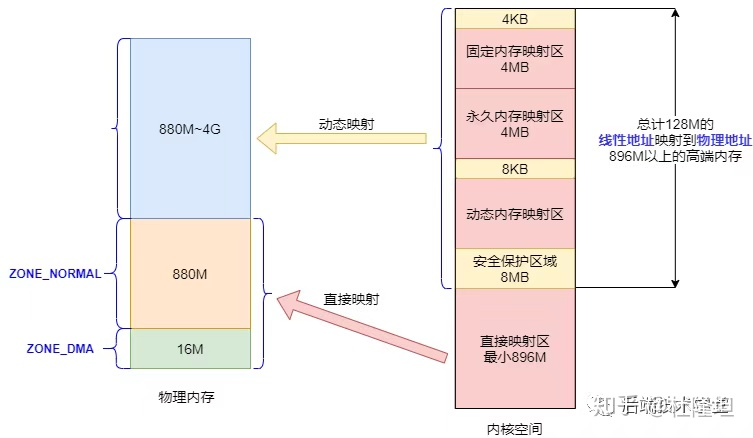 4KB
固定内存映射区
4MB
永久内存映射区
4MB
8KB
动态内存映射区
安全保护区域
8MB
直接映射区
最小896M
内核空间
880M~4G
880M
16M
物理内存
ZONE_NORMAL
ZONE_DMA
动态映射
直接映射
总计128M的
线性地址映射到物理地址
896M以上的高端内存
知乎